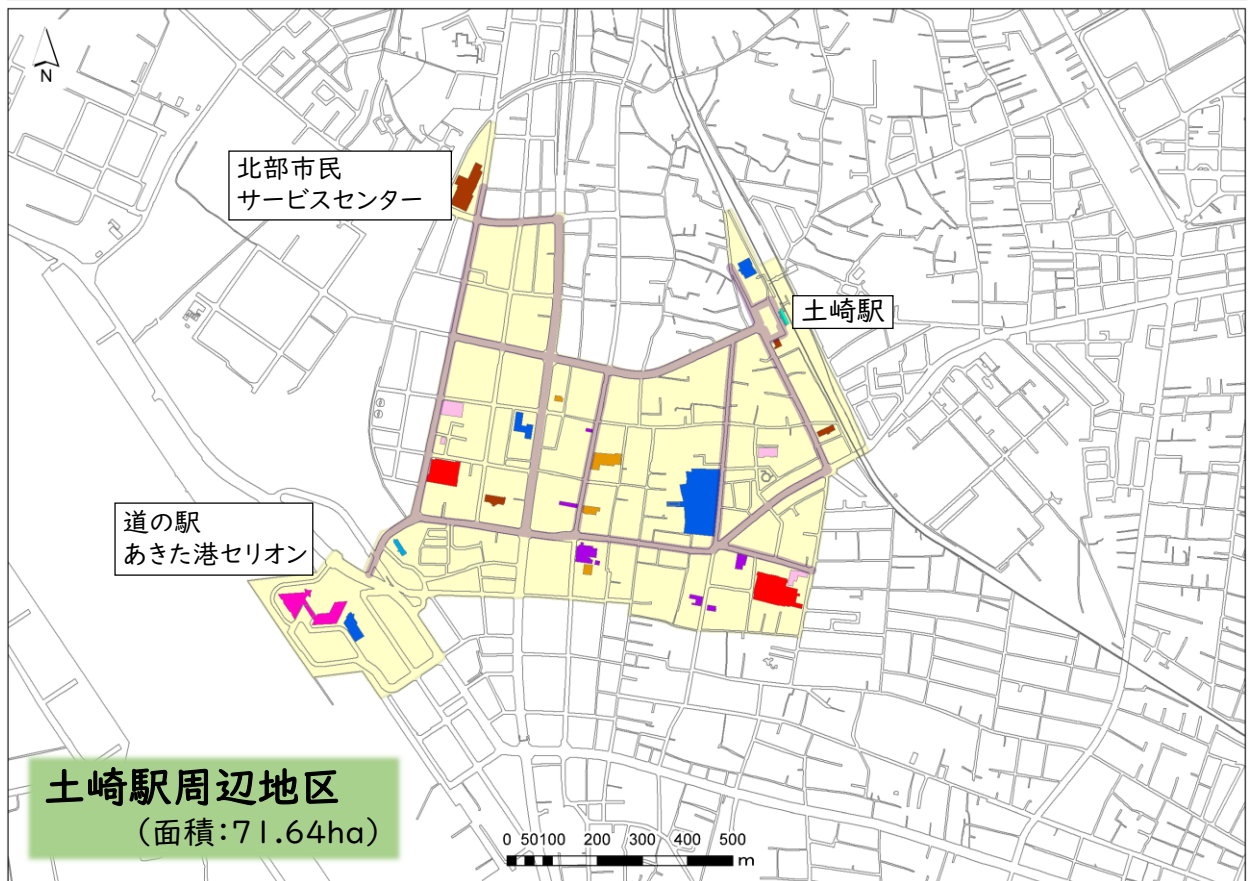 N
北部市民
サービスセンター
土崎駅
道の駅
あきた港セリオン
土崎駅周辺地区
（面積：71.64ha）
0 50100 200 300 400 500
m